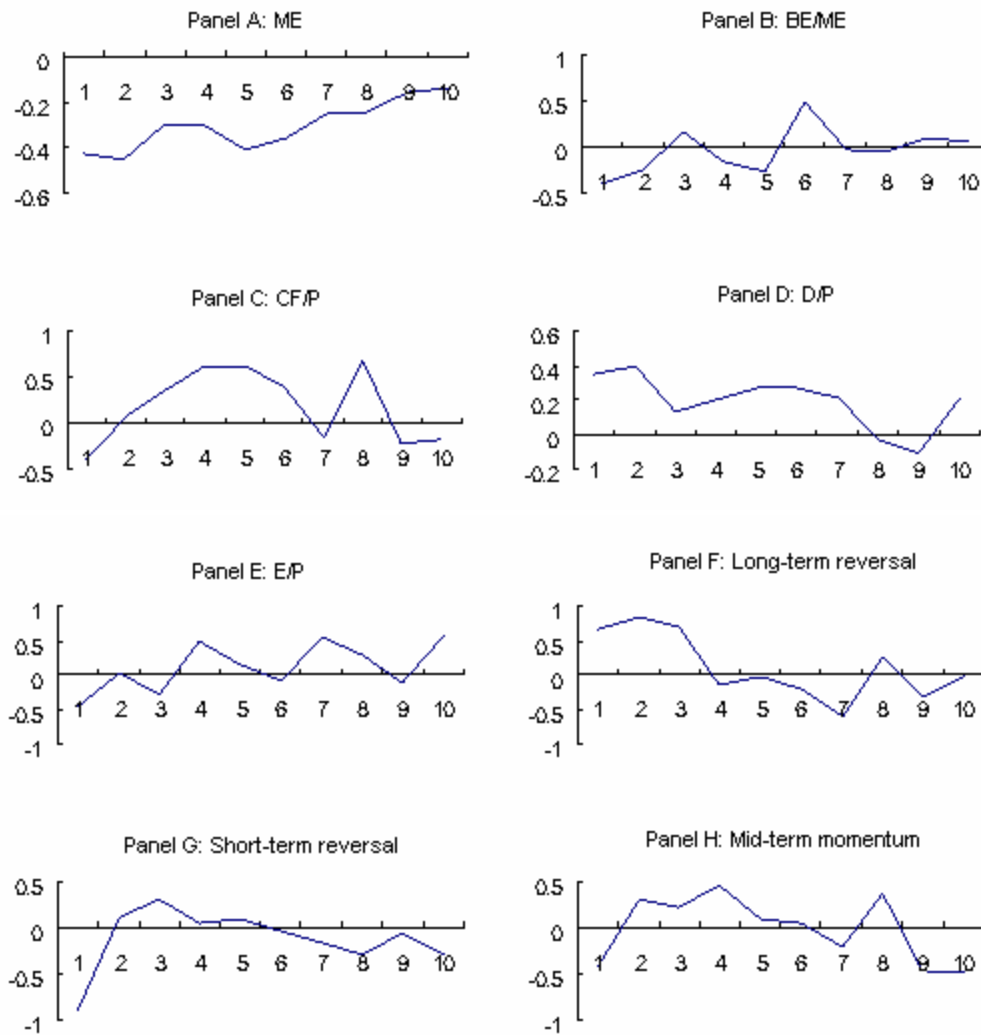 Panel A: ME
0
-0.2
-0.4
-0.6
1 2 3 4 5 6 7 8 9 10
Panel B: BE/ME
1
0.5
0
-0.5
1 2 3 4 5 6 7 8 9 10
Panel C: CF/P
1
0.5
0
-0.5
1 2 3 4 5 6 7 8 9 10
Panel D: D/P
0.6
0.4
0.2
0
-0.2
1 2 3 4 5 6 7 8 9 10
Panel E: E/P
1
0.5
0
-0.5
-1
1 2 3 4 5 6 7 8 9 10
Panel F: Long-term reversal
1
0.5
0
-0.5
-1
1 2 3 4 5 6 7 8 9 10
Panel G: Short-term reversal
0.5
0
-0.5
-1
1 2 3 4 5 6 7 8 9 10
Panel H: Mid-term momentum
0.5
0
-0.5
-1
1 2 3 4 5 6 7 8 9 10